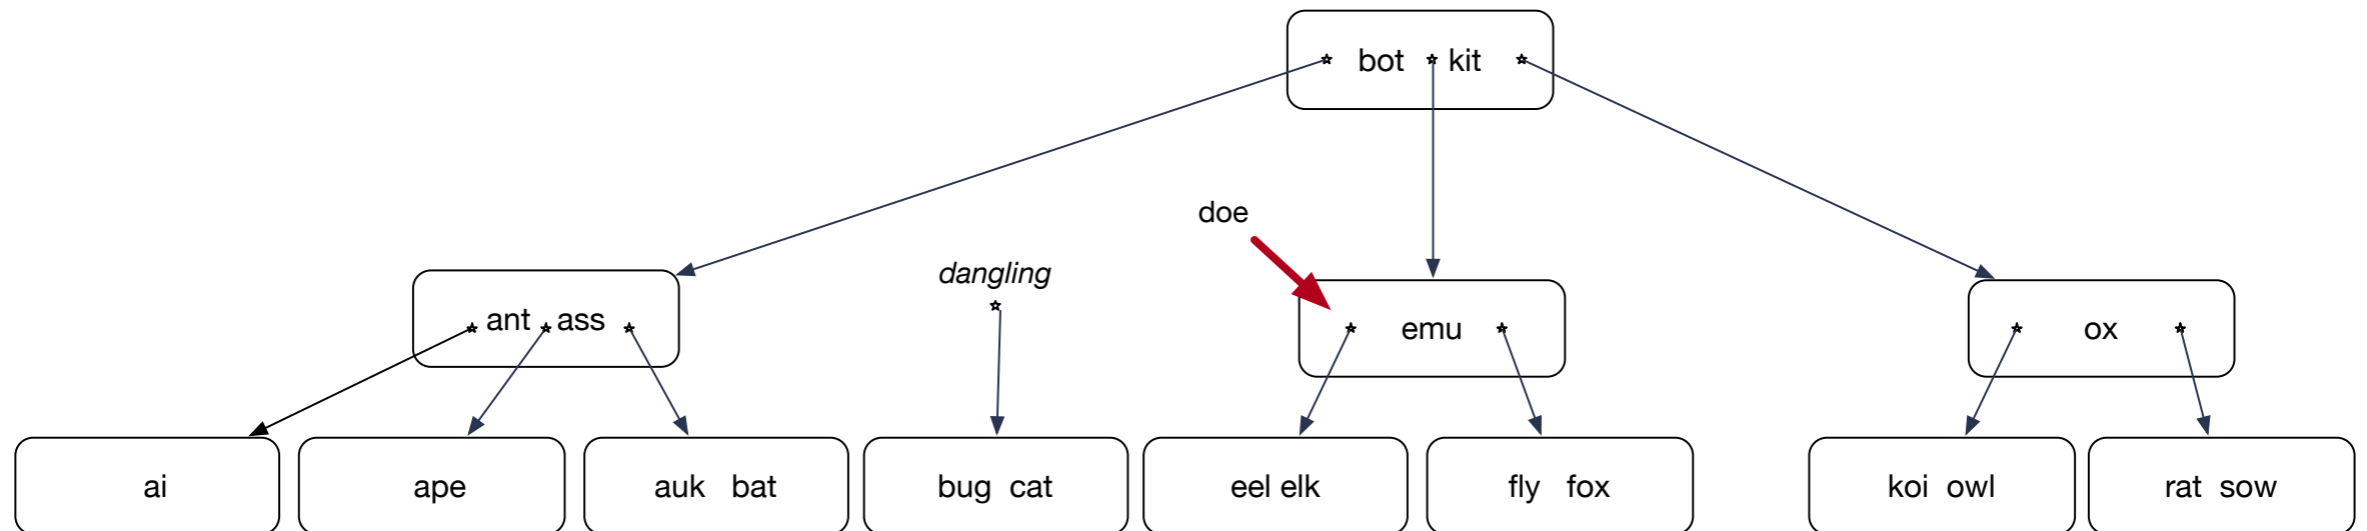 bot kit
doe
dangling
ant ass
emu
ox
ai
ape
auk bat
bug cat
eel elk
fly fox
koi owl
rat sow